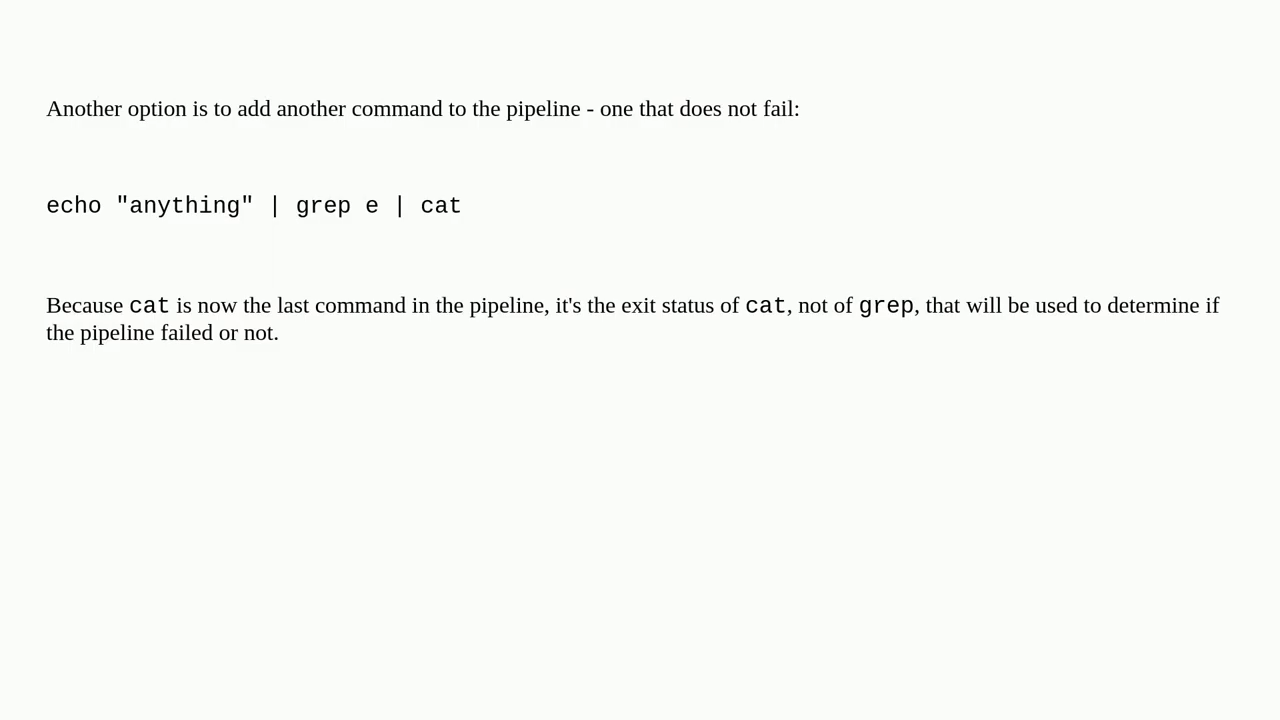 Another option is to add another command to the pipeline - one that does not fail:
echo "anything" | grep e | cat
Because cat is now the last command in the pipeline, it's the exit status of cat, not of grep, that will be used to determine if
the pipeline failed or not.